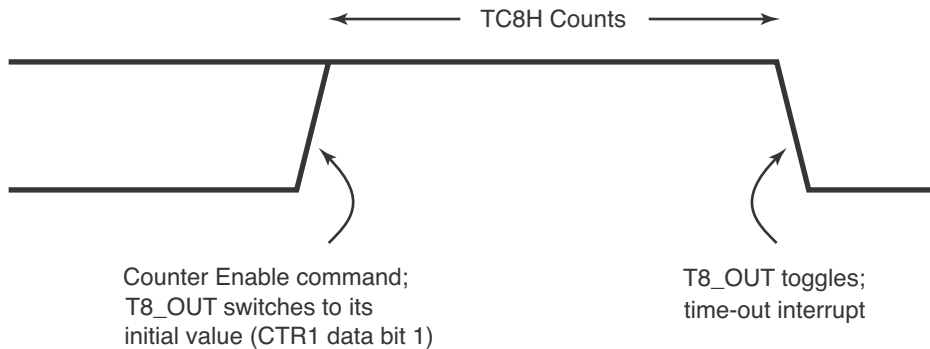 TC8H Counts
Counter Enable command;
T8_OUT switches to its
initial value (CTR1 data bit 1)
T8_OUT toggles;
time-out interrupt